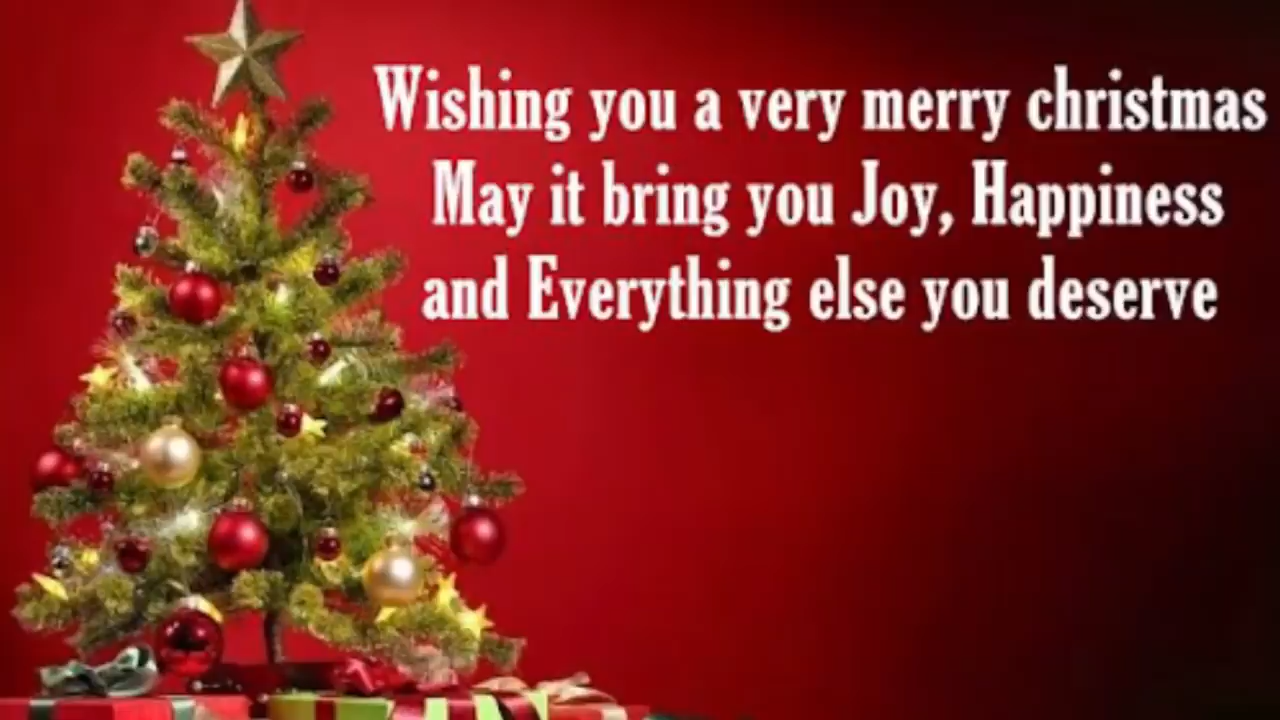 Wishing you a very merry christmas
May it bring you Joy, Happiness
and Everything else you deserve